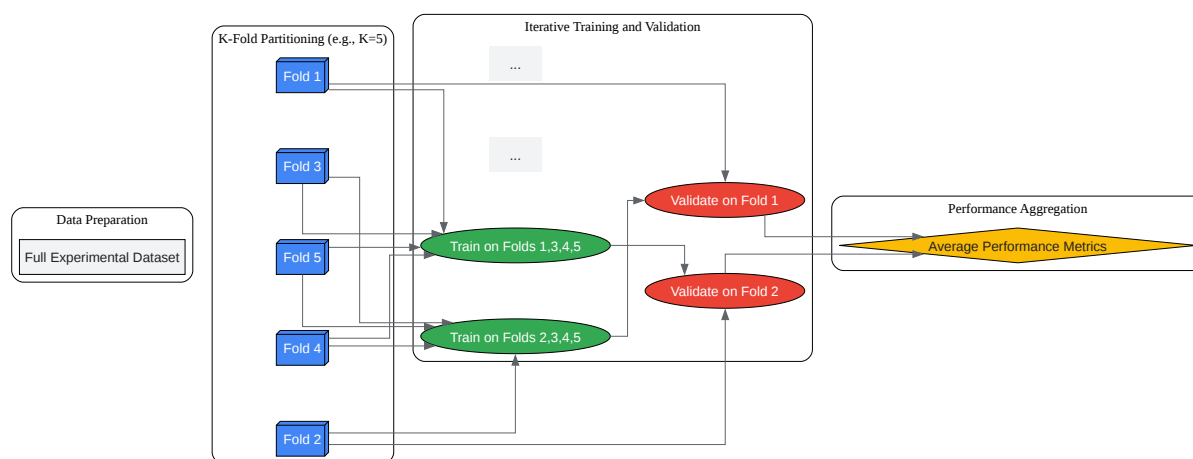 Data Preparation
Full Experimental Dataset
K-Fold Partitioning (e.g., K=5)
Fold 1
Fold 3
Fold 5
Fold 4
Fold 2
Iterative Training and Validation
...
...
Train on Folds 1,3,4,5
Train on Folds 2,3,4,5
Validate on Fold 1
Validate on Fold 2
Performance Aggregation
Average Performance Metrics